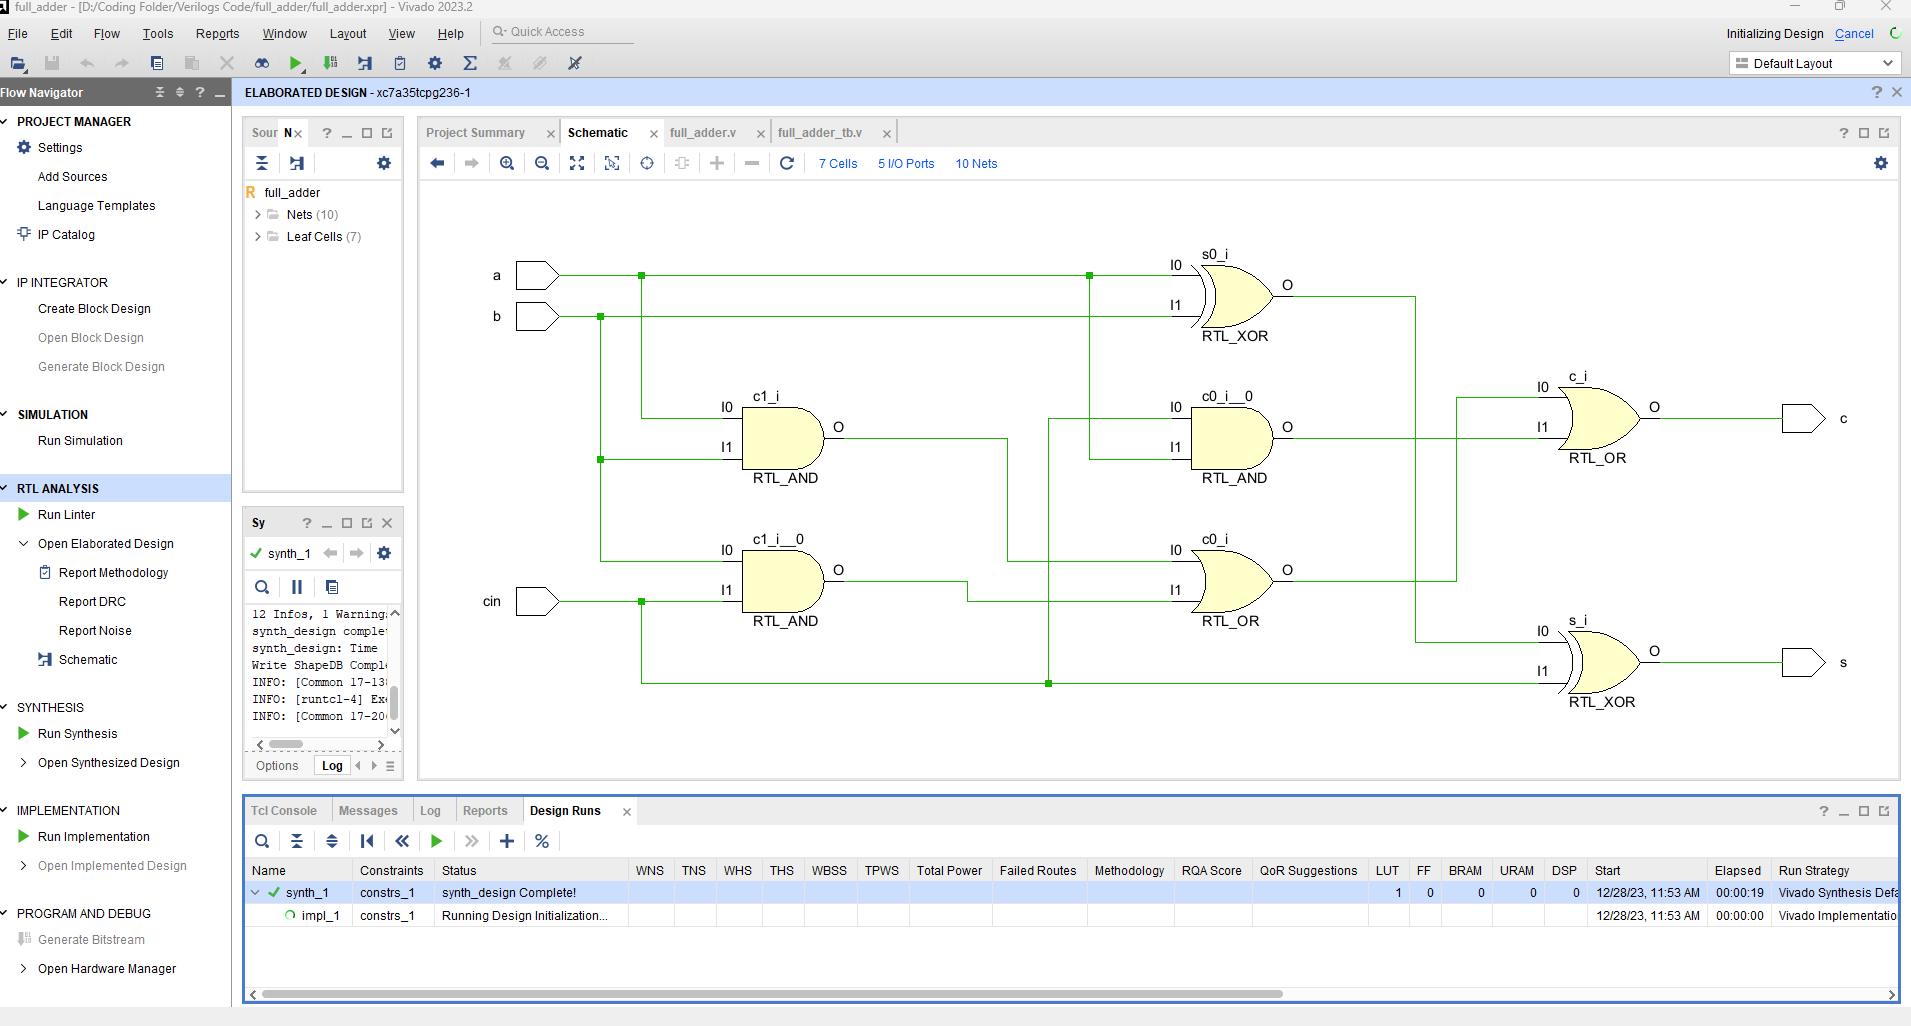 full_adder - [D:/Coding Folder/Verilogs Code/full_adder/full_adder.xpr] - Vivado 2023.2
File Edit Flow Tools Reports Window Layout View Help Quick Access
Initializing Design Cancel
Default Layout
Flow Navigator
PROJECT MANAGER
Settings
Add Sources
Language Templates
IP Catalog
IP INTEGRATOR
Create Block Design
Open Block Design
Generate Block Design
SIMULATION
Run Simulation
RTL ANALYSIS
Run Linter
Open Elaborated Design
Report Methodology
Report DRC
Report Noise
Schematic
SYNTHESIS
Run Synthesis
Open Synthesized Design
IMPLEMENTATION
Run Implementation
Open Implemented Design
PROGRAM AND DEBUG
Generate Bitstream
Open Hardware Manager
ELABORATED DESIGN - xc7a35tcpg236-1
Sour N
R full_adder
Nets (10)
Leaf Cells (7)
Sy
synth_1
12 Infos, 1 Warning
synth_design comple
synth_design: Time
Write ShapeDB Compl
INFO: [Common 17-13
INFO: [runtcl-4] Ex
INFO: [Common 17-20
Options Log
Project Summary Schematic full_adder.v full_adder_tb.v
7 Cells 5 I/O Ports 10 Nets
a
b
cin
s0_i
I0
I1
O
RTL_XOR
c1_i
I0
I1
O
RTL_AND
c0_i__0
I0
I1
O
RTL_AND
c_i
I0
I1
O
RTL_OR
c
c1_i__0
I0
I1
O
RTL_AND
c0_i
I0
I1
O
RTL_OR
s_i
I0
I1
O
RTL_XOR
s
Tcl Console Messages Log Reports Design Runs
Name Constraints Status WNS TNS WHS THS WBSS TPWS Total Power Failed Routes Methodology RQA Score QoR Suggestions LUT FF BRAM URAM DSP Start Elapsed Run Strategy
synth_1 constrs_1 synth_design Complete! 1 0 0 0 0 12/28/23, 11:53 AM 00:00:19 Vivado Synthesis Defa
impl_1 constrs_1 Running Design Initialization... 12/28/23, 11:53 AM 00:00:00 Vivado Implementatio